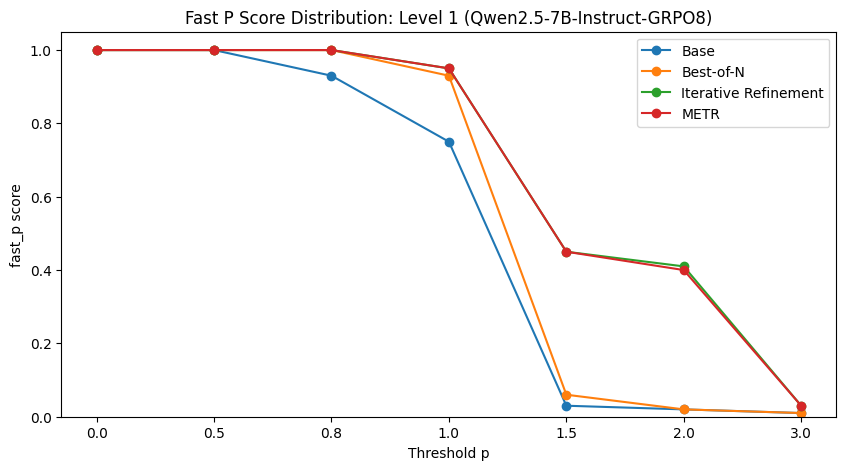 Fast P Score Distribution: Level 1 (Qwen2.5-7B-Instruct-GRPO8)
Base
Best-of-N
Iterative Refinement
METR
fast_p score
1.0
0.8
0.6
0.4
0.2
0.0
0.0 0.5 0.8 1.0 1.5 2.0 3.0
Threshold p